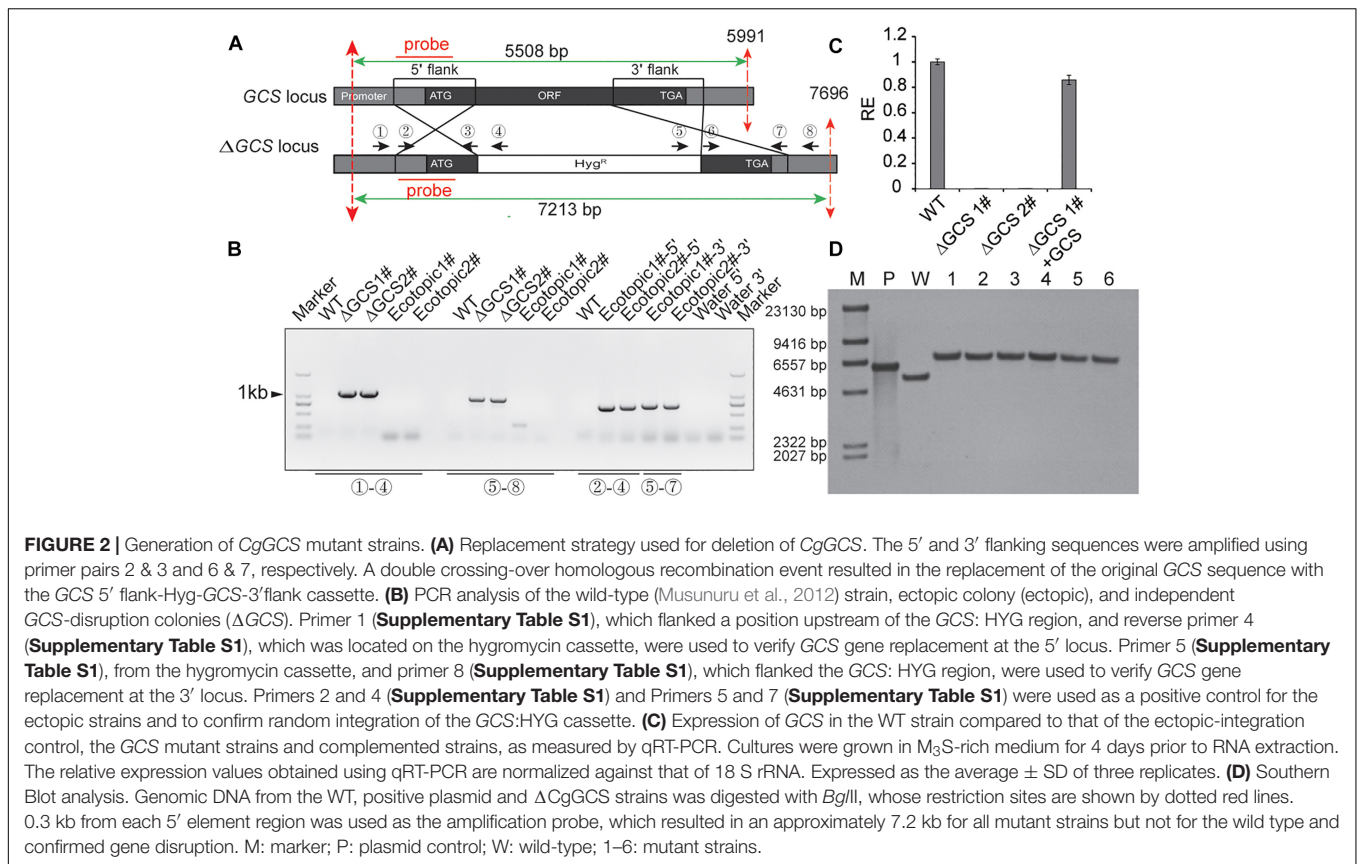 A
probe
5508 bp
5991
5' flank
3' flank
7696
GCS locus
Promoter
ATG
ORF
TGA
① ② ③ ④ ⑤ ⑥ ⑦ ⑧
ΔGCS locus
ATG
Hygᴿ
TGA
probe
7213 bp
C
RE
1.2
1
0.8
0.6
0.4
0.2
0
WT
ΔGCS 1#
ΔGCS 2#
ΔGCS 1#
+GCS
B
Marker
WT
ΔGCS1#
ΔGCS2#
Ecotopic1#
Ecotopic2#
WT
ΔGCS1#
ΔGCS2#
Ecotopic1#
Ecotopic2#
WT
Ecotopic1#-5'
Ecotopic2#-5'
Ecotopic1#-3'
Ecotopic2#-3'
Water 5'
Water 3'
Marker
1kb
①-④
⑤-⑧
②-④
⑤-⑦
D
M P W 1 2 3 4 5 6
23130 bp
9416 bp
6557 bp
4631 bp
2322 bp
2027 bp
FIGURE 2 | Generation of CgGCS mutant strains. (A) Replacement strategy used for deletion of CgGCS. The 5′ and 3′ flanking sequences were amplified using
primer pairs 2 & 3 and 6 & 7, respectively. A double crossing-over homologous recombination event resulted in the replacement of the original GCS sequence with
the GCS 5′ flank-Hyg-GCS-3′flank cassette. (B) PCR analysis of the wild-type (Musunuru et al., 2012) strain, ectopic colony (ectopic), and independent
GCS-disruption colonies (ΔGCS). Primer 1 (Supplementary Table S1), which flanked a position upstream of the GCS: HYG region, and reverse primer 4
(Supplementary Table S1), which was located on the hygromycin cassette, were used to verify GCS gene replacement at the 5′ locus. Primer 5 (Supplementary
Table S1), from the hygromycin cassette, and primer 8 (Supplementary Table S1), which flanked the GCS: HYG region, were used to verify GCS gene
replacement at the 3′ locus. Primers 2 and 4 (Supplementary Table S1) and Primers 5 and 7 (Supplementary Table S1) were used as a positive control for the
ectopic strains and to confirm random integration of the GCS:HYG cassette. (C) Expression of GCS in the WT strain compared to that of the ectopic-integration
control, the GCS mutant strains and complemented strains, as measured by qRT-PCR. Cultures were grown in M₃S-rich medium for 4 days prior to RNA extraction.
The relative expression values obtained using qRT-PCR are normalized against that of 18 S rRNA. Expressed as the average ± SD of three replicates. (D) Southern
Blot analysis. Genomic DNA from the WT, positive plasmid and ΔCgGCS strains was digested with BglII, whose restriction sites are shown by dotted red lines.
0.3 kb from each 5′ element region was used as the amplification probe, which resulted in an approximately 7.2 kb for all mutant strains but not for the wild type and
confirmed gene disruption. M: marker; P: plasmid control; W: wild-type; 1–6: mutant strains.